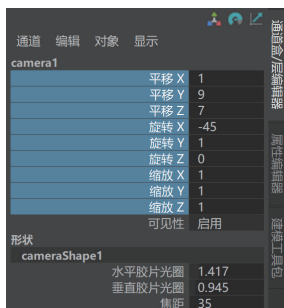 通道 编辑 对象 显示
camera1
平移 X 1
平移 Y 9
平移 Z 7
旋转 X -45
旋转 Y 1
旋转 Z 0
缩放 X 1
缩放 Y 1
缩放 Z 1
可见性 启用
形状
cameraShape1
水平胶片光圈 1.417
垂直胶片光圈 0.945
焦距 35
通道盒/层编辑器
属性编辑器
建模工具包